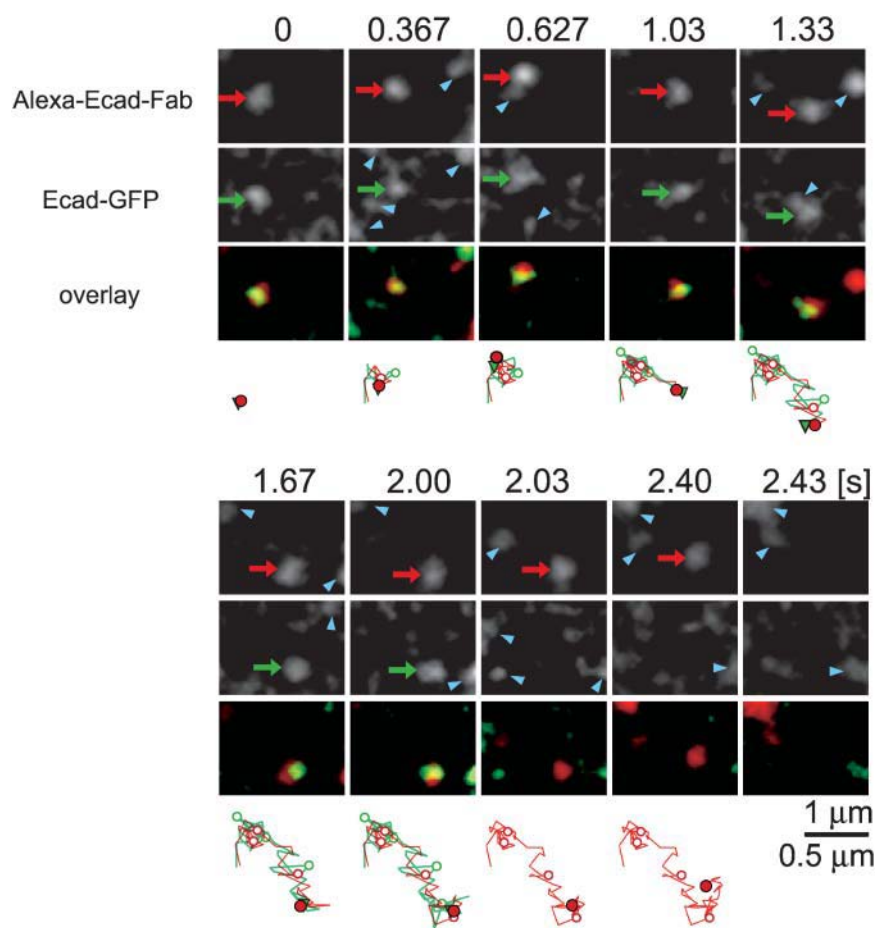 0 0.367 0.627 1.03 1.33
Alexa-Ecad-Fab
Ecad-GFP
overlay
1.67 2.00 2.03 2.40 2.43 [s]
1 μm
0.5 μm